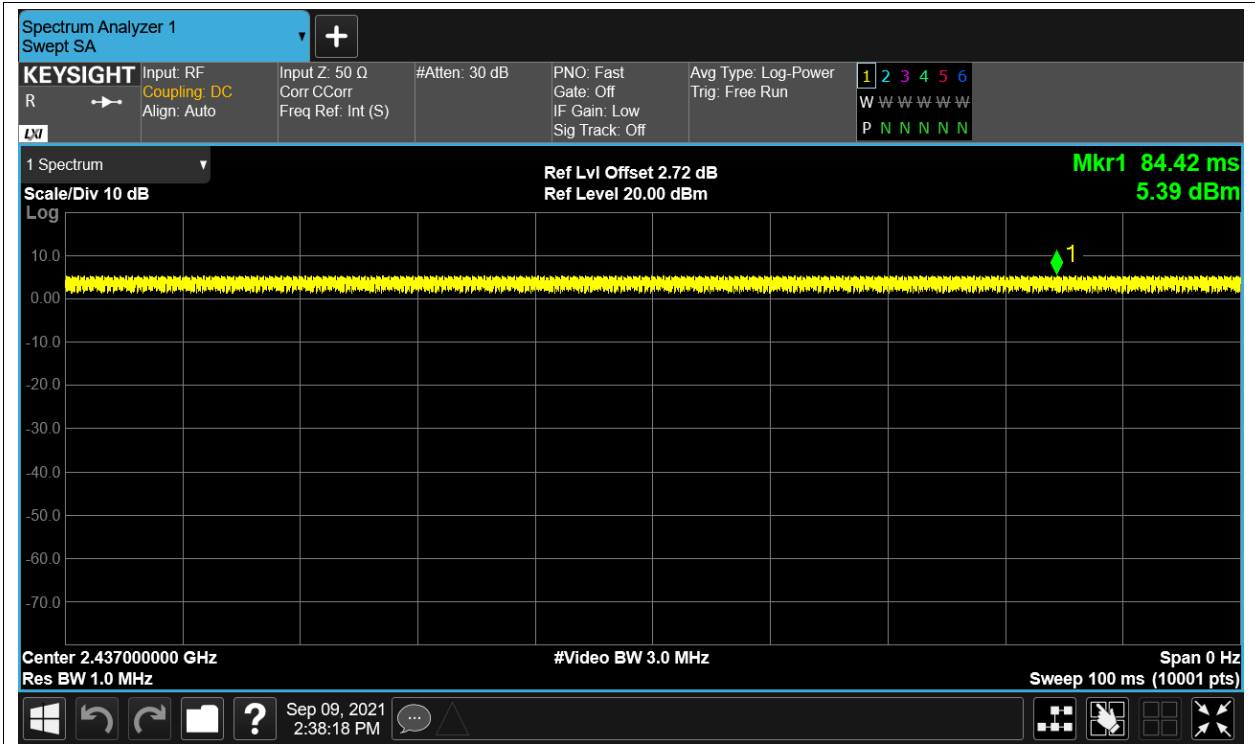 Spectrum Analyzer 1
Swept SA
+
KEYSIGHT Input: RF Input Z: 50 Ω #Atten: 30 dB PNO: Fast Avg Type: Log-Power 1 2 3 4 5 6
R Coupling: DC Corr CCorr Gate: Off Trig: Free Run W W W W W W
Align: Auto Freq Ref: Int (S) IF Gain: Low P N N N N N
LXI Sig Track: Off
1 Spectrum
Ref Lvl Offset 2.72 dB Mkr1 84.42 ms
Scale/Div 10 dB Ref Level 20.00 dBm 5.39 dBm
Log
1
10.0
0.00
-10.0
-20.0
-30.0
-40.0
-50.0
-60.0
-70.0
Center 2.437000000 GHz #Video BW 3.0 MHz Span 0 Hz
Res BW 1.0 MHz Sweep 100 ms (10001 pts)
? Sep 09, 2021
2:38:18 PM